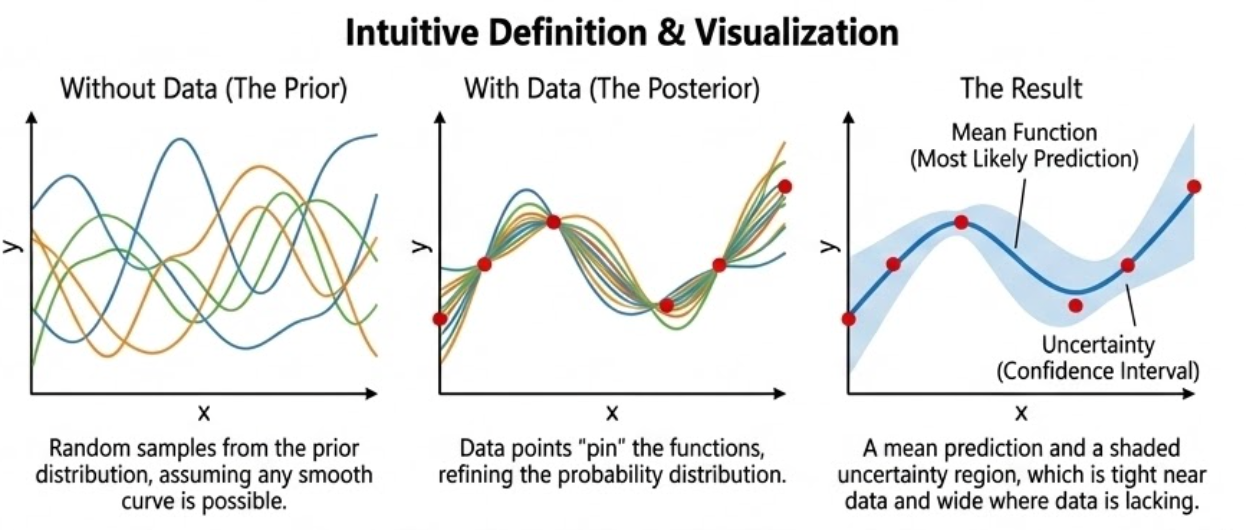 Intuitive Definition & Visualization
Without Data (The Prior)
y
x
Random samples from the prior
distribution, assuming any smooth
curve is possible.
With Data (The Posterior)
y
x
Data points "pin" the functions,
refining the probability distribution.
The Result
Mean Function
(Most Likely Prediction)
y
Uncertainty
(Confidence Interval)
x
A mean prediction and a shaded
uncertainty region, which is tight near
data and wide where data is lacking.